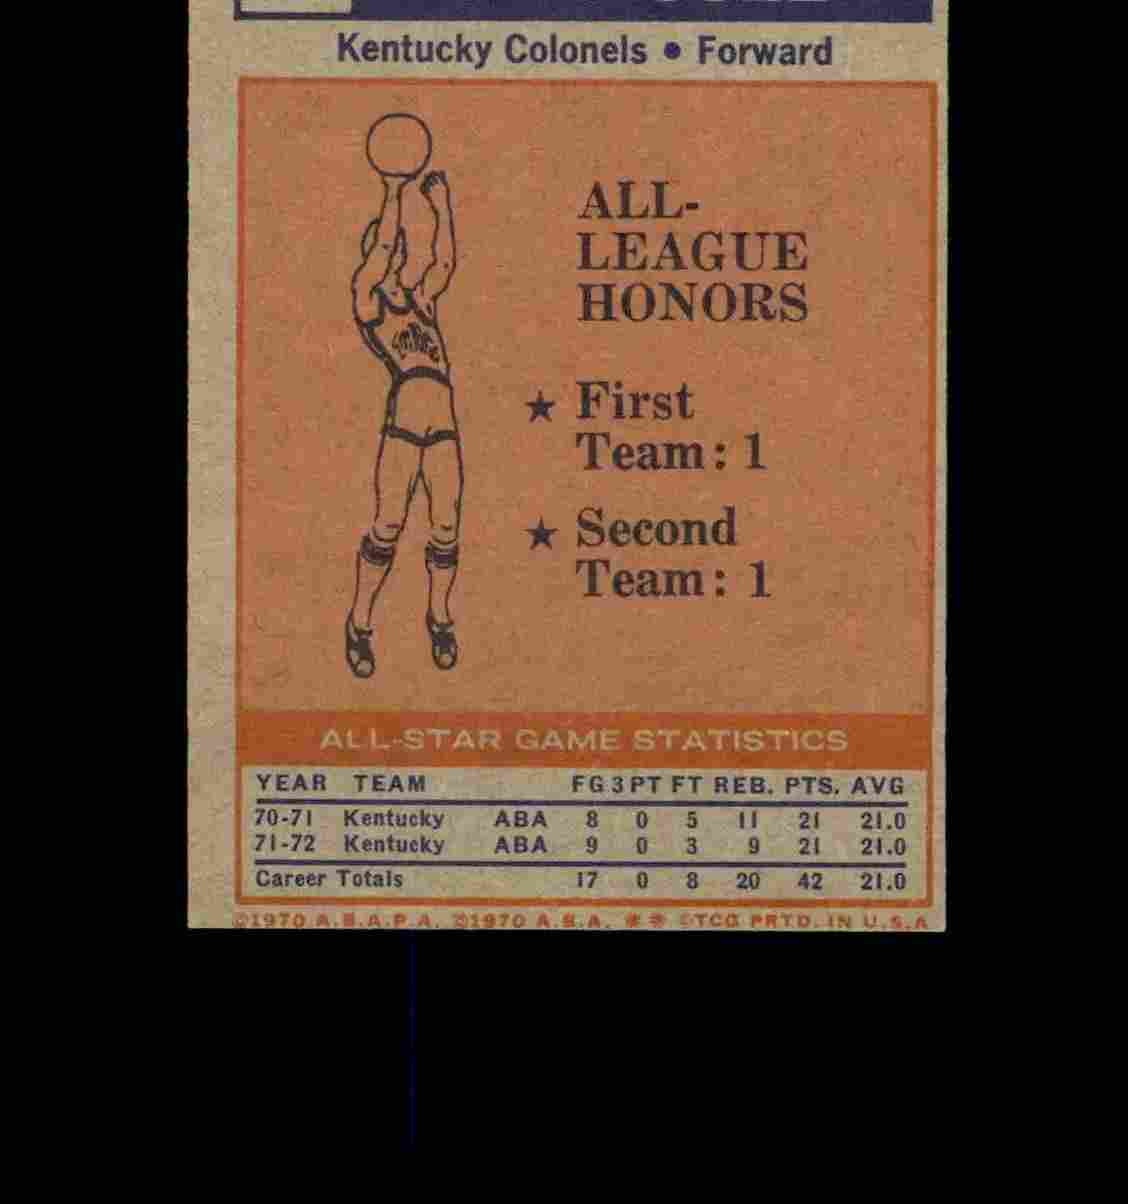 Kentucky Colonels • Forward
ALL-
LEAGUE
HONORS
★ First
Team: 1
★ Second
Team: 1
ALL-STAR GAME STATISTICS
YEAR TEAM FG 3PT FT REB. PTS. AVG
70-71 Kentucky ABA 8 0 5 11 21 21.0
71-72 Kentucky ABA 9 0 3 9 21 21.0
Career Totals 17 0 8 20 42 21.0
©1970 A.B.A.P.A. ©1970 A.B.A. ** ©TCG PRTD. IN U.S.A